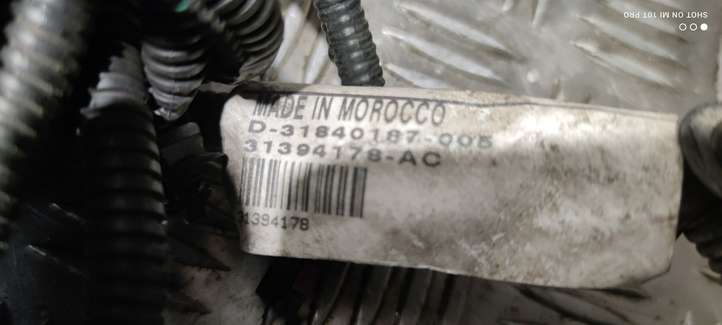 MADE IN MOROCCO
D-31840187-005
31394178-AC
31394178
SHOT ON MI 10T PRO